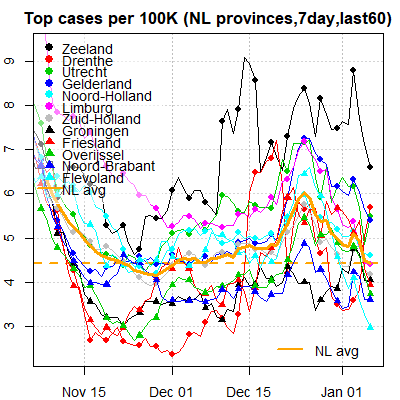 Top cases per 100K (NL provinces,7day,last60)
9
8
7
6
5
4
3
Zeeland
Drenthe
Utrecht
Gelderland
Noord-Holland
Limburg
Zuid-Holland
Groningen
Friesland
Overijssel
Noord-Brabant
Flevoland
NL avg
NL avg
Nov 15
Dec 01
Dec 15
Jan 01